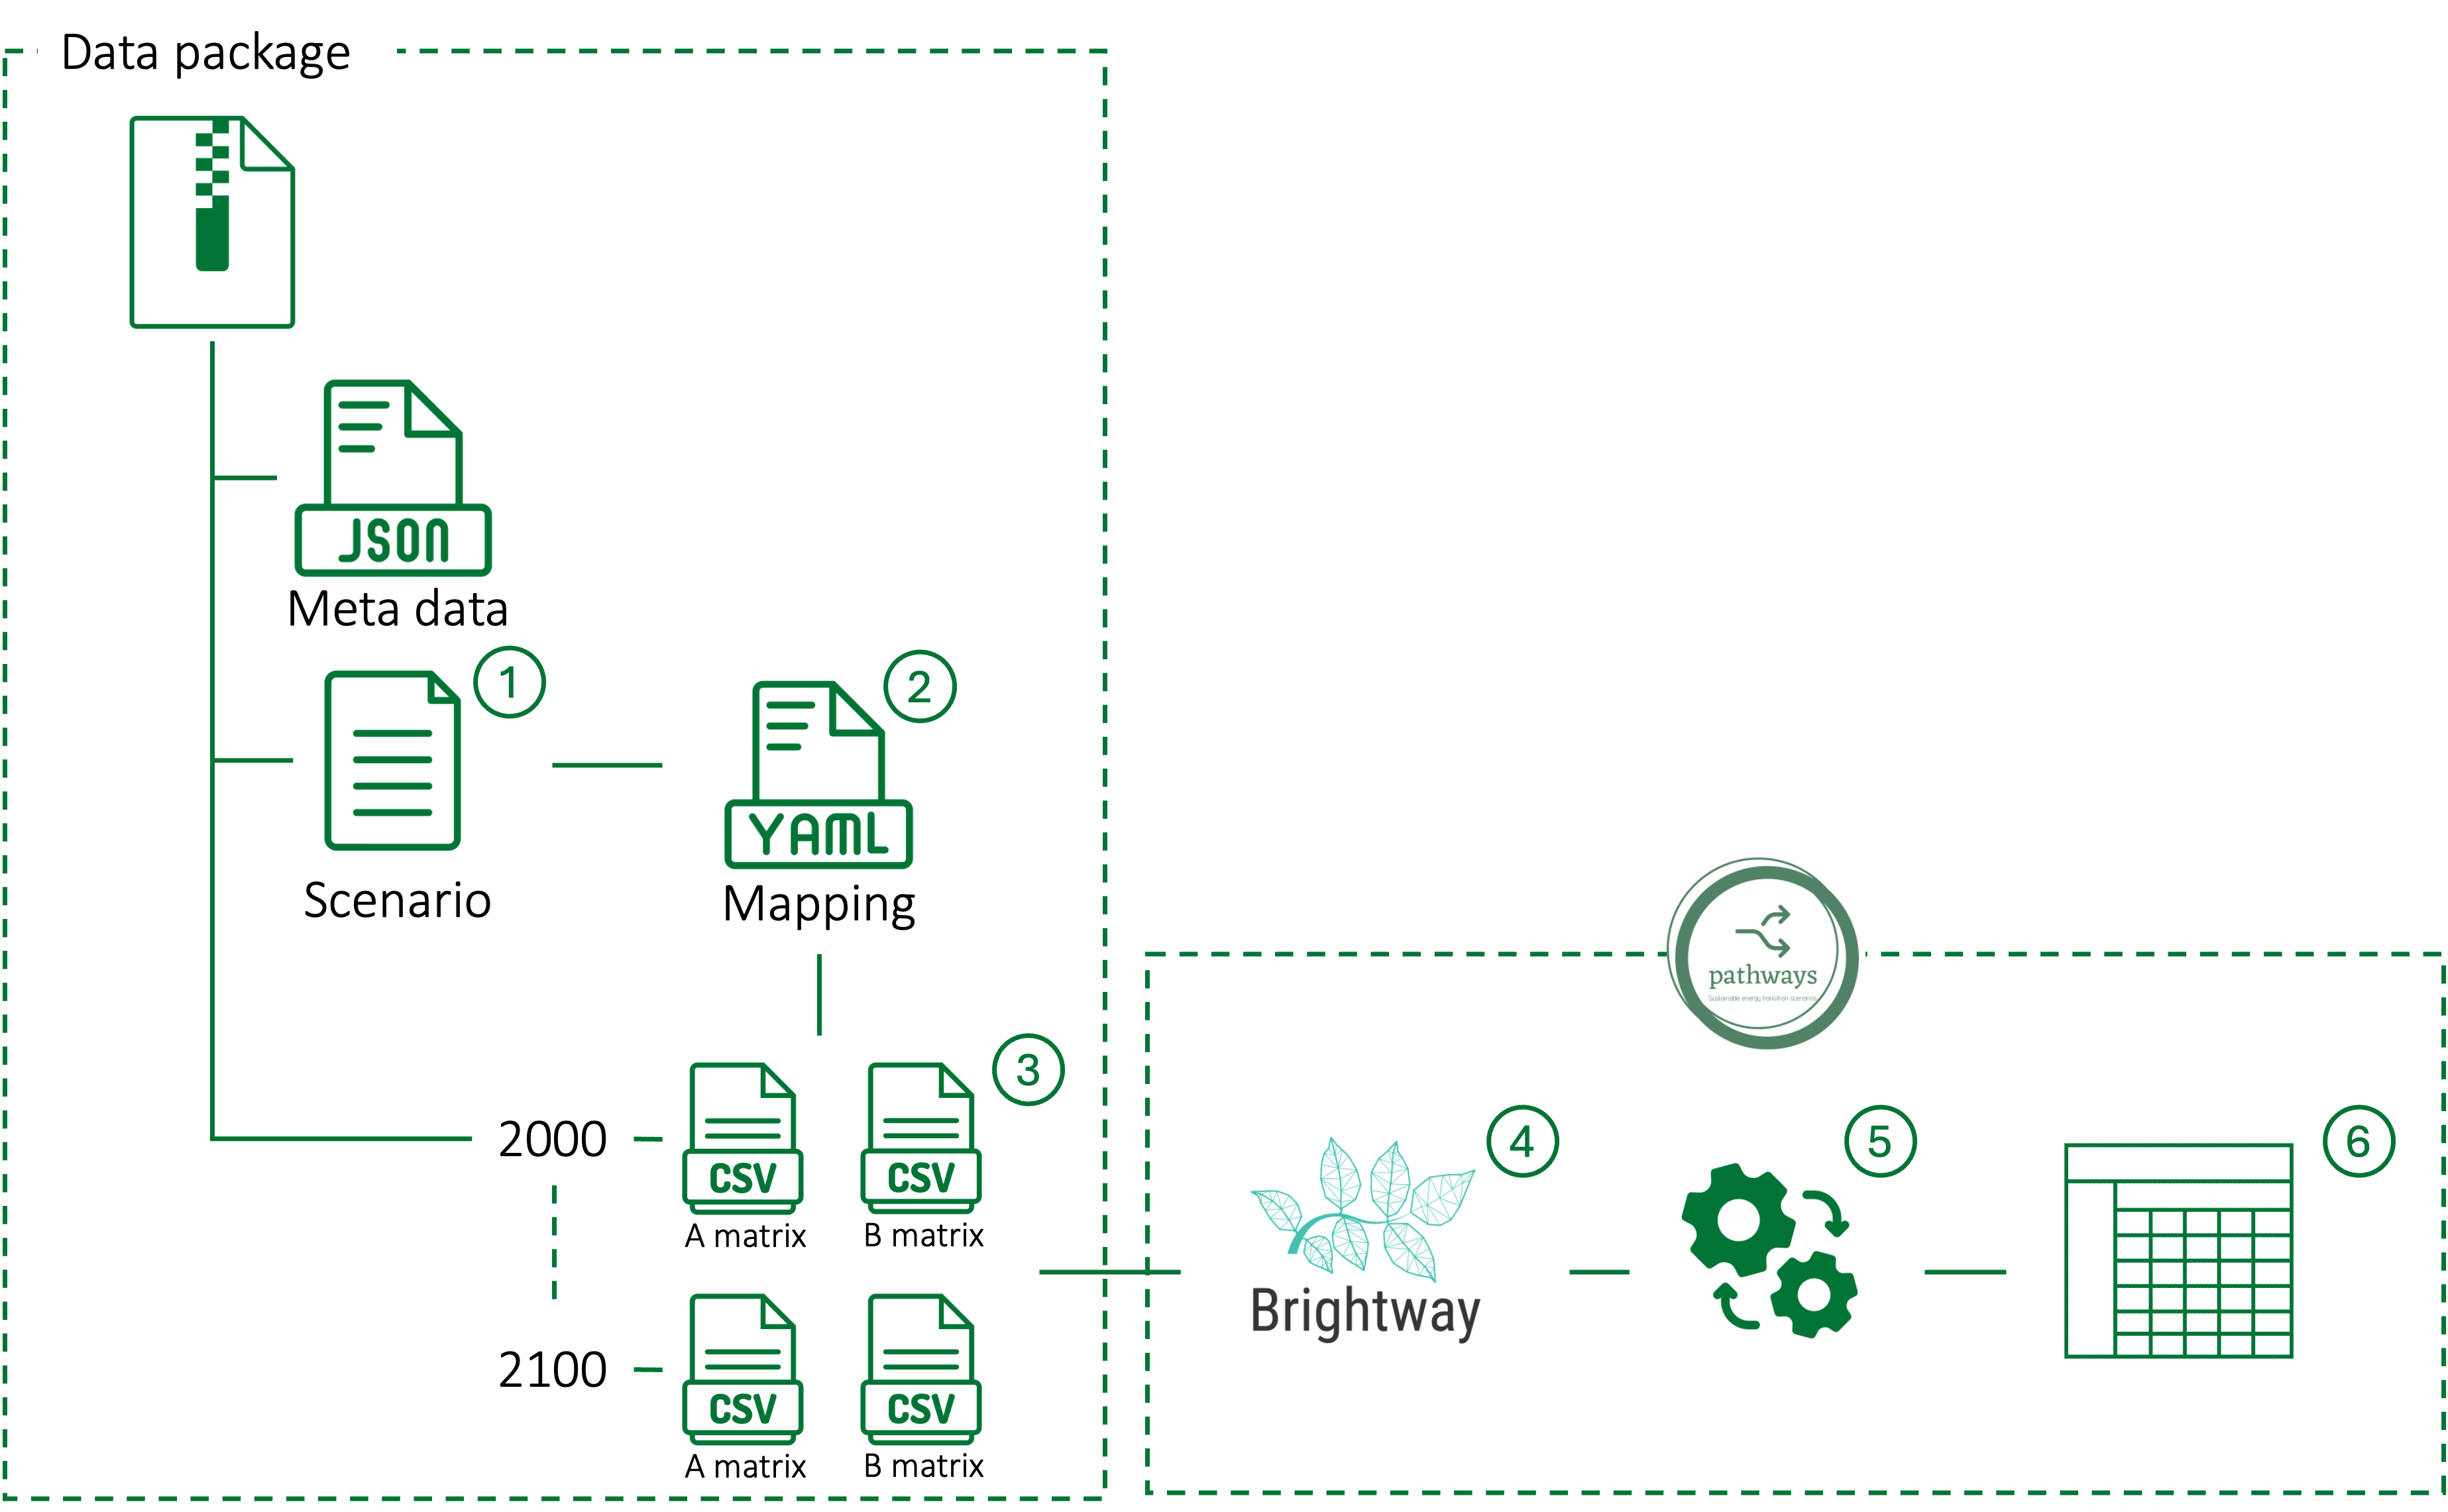 Data package
JSON
Meta data
1
Scenario
2
YAML
Mapping
3
2000
CSV
A matrix
CSV
B matrix
2100
CSV
A matrix
CSV
B matrix
pathways
Sustainable energy transition scenarios
4
Brightway
5
6